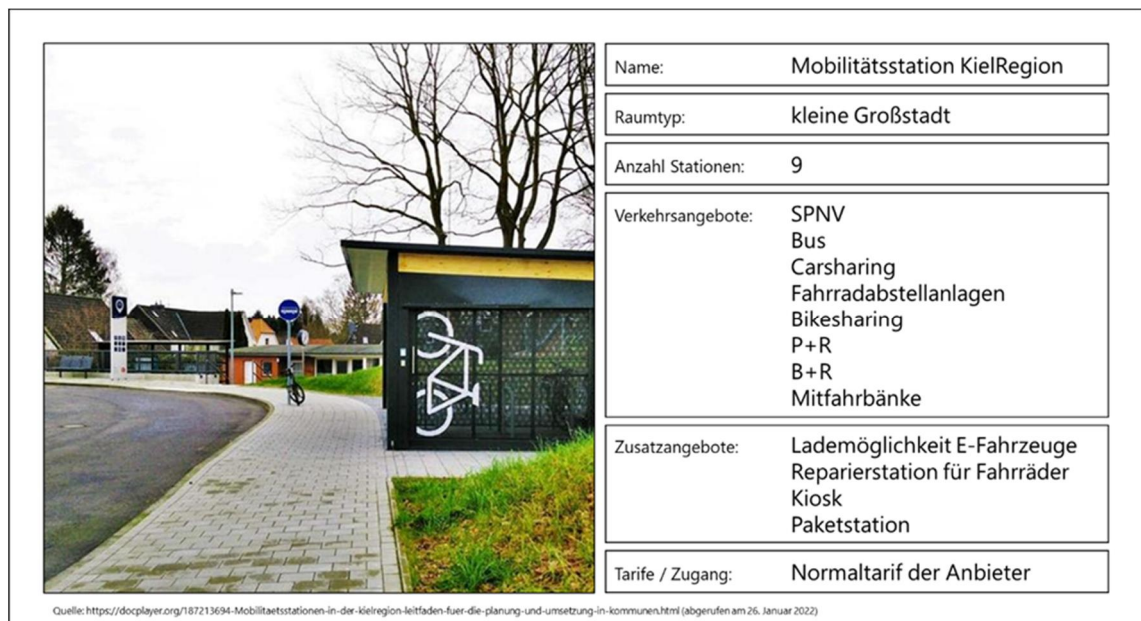 Name: Mobilitätsstation KielRegion
Raumtyp: kleine Großstadt
Anzahl Stationen: 9
Verkehrsangebote: SPNV
Bus
Carsharing
Fahrradabstellanlagen
Bikesharing
P+R
B+R
Mitfahrbänke
Zusatzangebote: Lademöglichkeit E-Fahrzeuge
Reparierstation für Fahrräder
Kiosk
Paketstation
Tarife / Zugang: Normaltarif der Anbieter
Quelle: https://docplayer.org/187213694-Mobilitaetsstationen-in-der-kielregion-leitfaden-fuer-die-planung-und-umsetzung-in-kommunen.html (abgerufen am 26. Januar 2022)